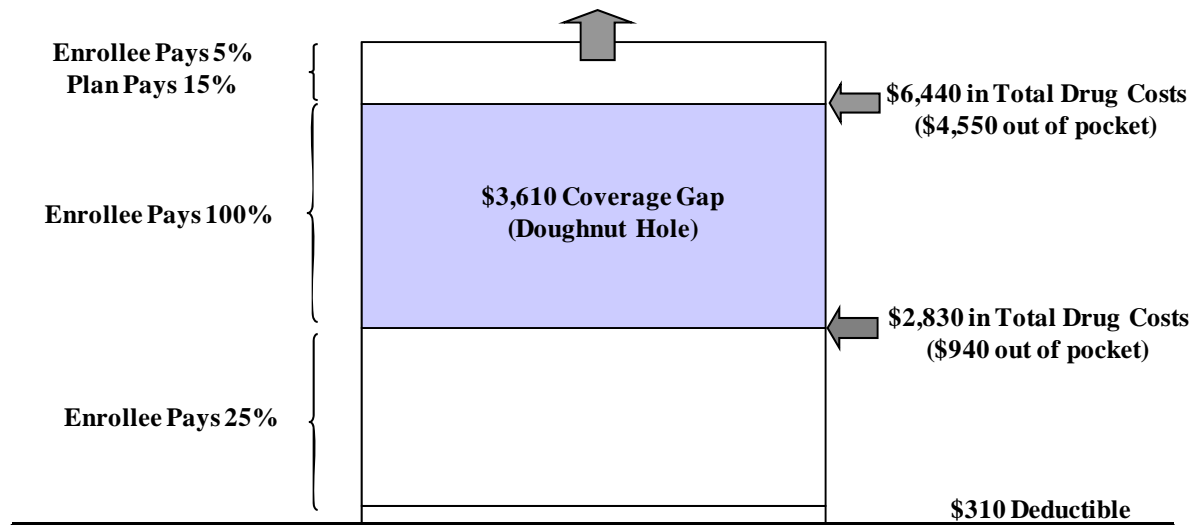 Enrollee Pays 5%
Plan Pays 15%
$6,440 in Total Drug Costs
($4,550 out of pocket)
Enrollee Pays 100%
$3,610 Coverage Gap
(Doughnut Hole)
$2,830 in Total Drug Costs
($940 out of pocket)
Enrollee Pays 25%
$310 Deductible